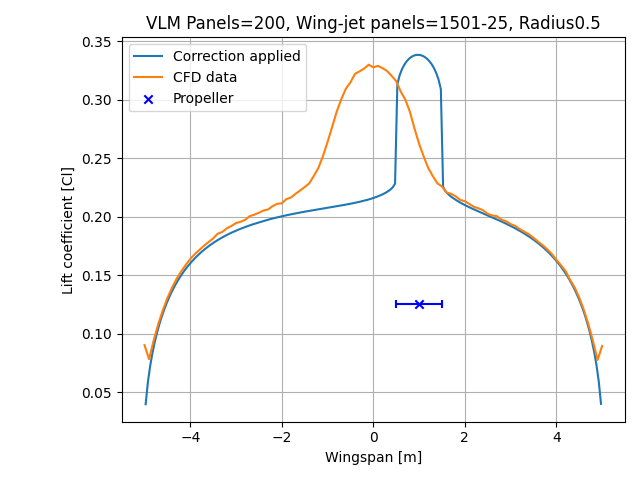 VLM Panels=200, Wing-jet panels=1501-25, Radius0.5
Correction applied
CFD data
Propeller
Lift coefficient [Cl]
0.35
0.30
0.25
0.20
0.15
0.10
0.05
−4
−2
0
2
4
Wingspan [m]